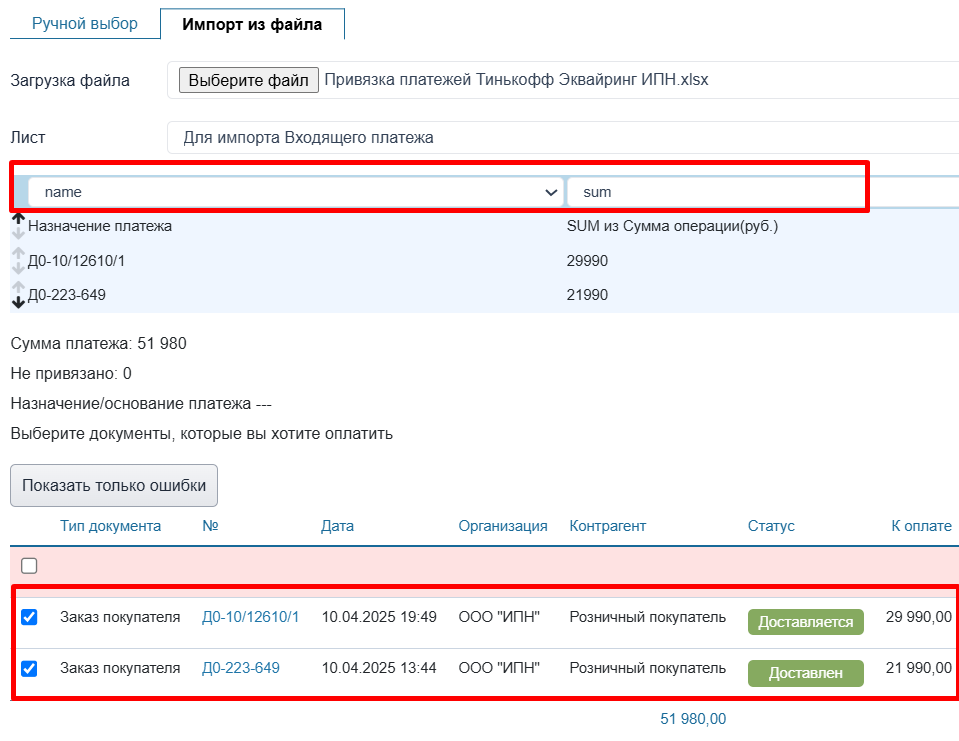 Ручной выбор Импорт из файла
Загрузка файла Выберите файл Привязка платежей Тинькофф Эквайринг ИПН.xlsx
Лист Для импорта Входящего платежа
name sum
Назначение платежа SUM из Сумма операции(руб.)
Д0-10/12610/1 29990
Д0-223-649 21990
Сумма платежа: 51 980
Не привязано: 0
Назначение/основание платежа ---
Выберите документы, которые вы хотите оплатить
Показать только ошибки
Тип документа № Дата Организация Контрагент Статус К оплате
Заказ покупателя Д0-10/12610/1 10.04.2025 19:49 ООО "ИПН" Розничный покупатель Доставляется 29 990,00
Заказ покупателя Д0-223-649 10.04.2025 13:44 ООО "ИПН" Розничный покупатель Доставлен 21 990,00
51 980,00